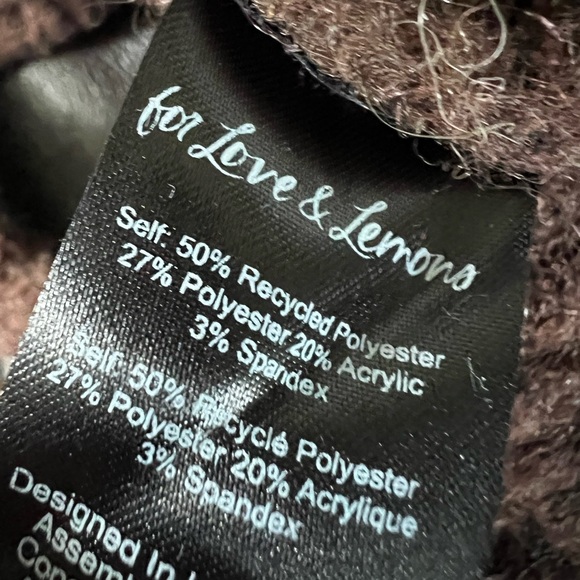 for Love & Lemons
Self: 50% Recycled Polyester
27% Polyester 20% Acrylic
3% Spandex
Self: 50% Recyclé Polyester
27% Polyester 20% Acrylique
3% Spandex
Designed In